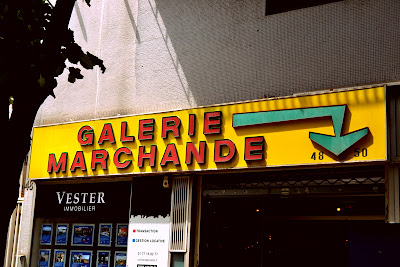 GALERIE
MARCHANDE
48 50
VESTER
IMMOBILIER
TRANSACTION
GESTION LOCATIVE